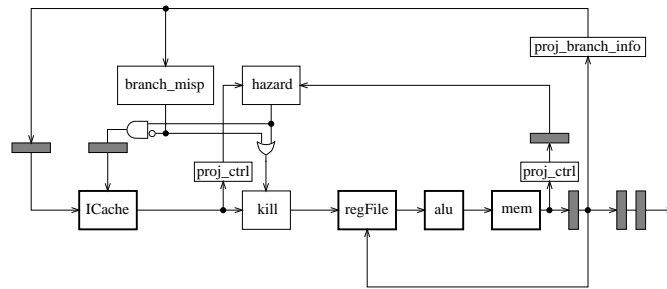 proj_branch_info
branch_misp
hazard
proj_ctrl
proj_ctrl
ICache
kill
regFile
alu
mem